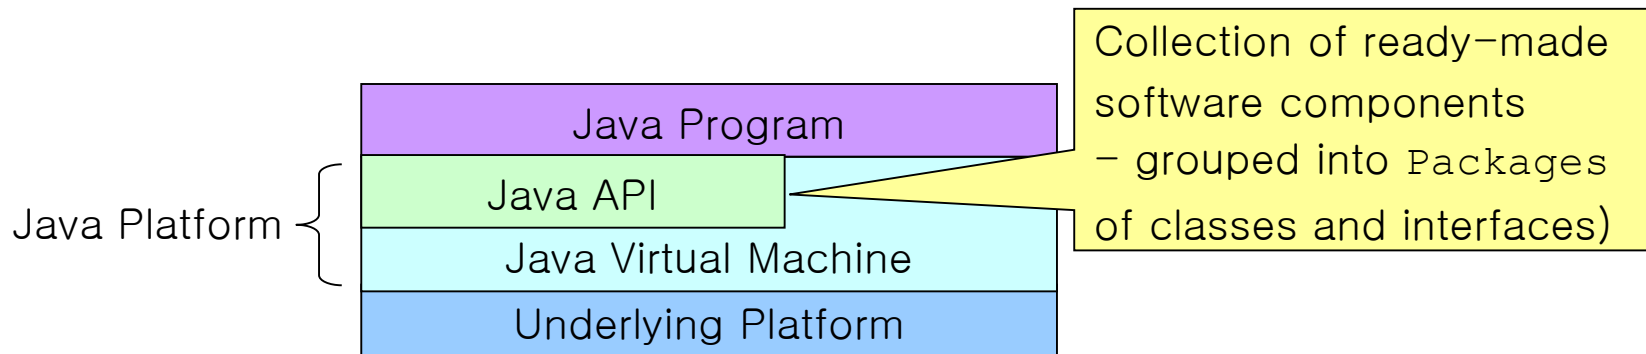 Java Program
Java API
Java Platform
Java Virtual Machine
Underlying Platform
Collection of ready-made
software components
- grouped into Packages
of classes and interfaces)